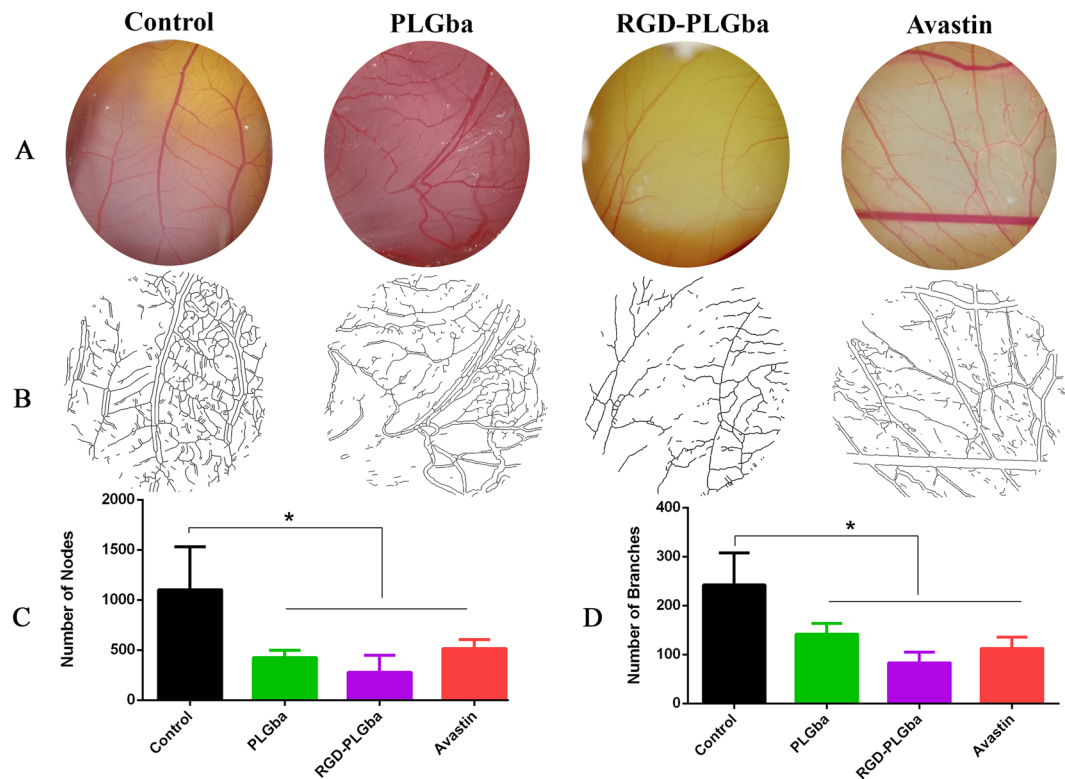 Control PLGba RGD-PLGba Avastin
A
B
C
Number of Nodes
2000
1500
1000
500
0
*
Control PLGba RGD-PLGba Avastin
D
Number of Branches
400
300
200
100
0
*
Control PLGba RGD-PLGba Avastin